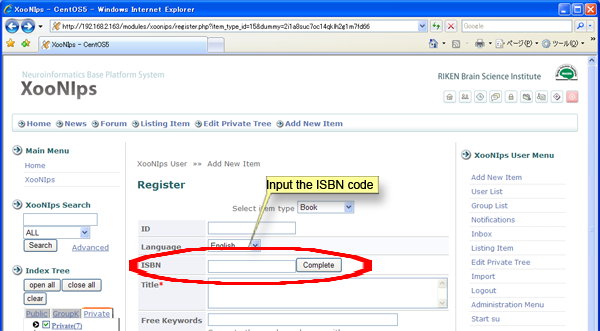 XooNIps - CentOS5 - Windows Internet Explorer
http://192.168.2.163/modules/xoonips/register.php?item_type_id=15&dummy=2i1a8suc7oc14qklh2g1m7fd66
Google
XooNIps - CentOS5
ページ(P)
ツール(O)
Neuroinformatics Base Platform System
XooNIps
RIKEN Brain Science Institute
Home
News
Forum
Listing Item
Edit Private Tree
Add New Item
Main Menu
Home
XooNIps
XooNIps Search
ALL
Search
Advanced
Index Tree
open all
close all
clear
Public
Group
Private
Private(7)
XooNIps User »» Add New Item
Register
Input the ISBN code
Select item type
Book
ID
Language
English
ISBN
Complete
Title*
Free Keywords
XooNIps User Menu
Add New Item
User List
Group List
Notifications
Inbox
Listing Item
Edit Private Tree
Import
Logout
Administration Menu
Start su